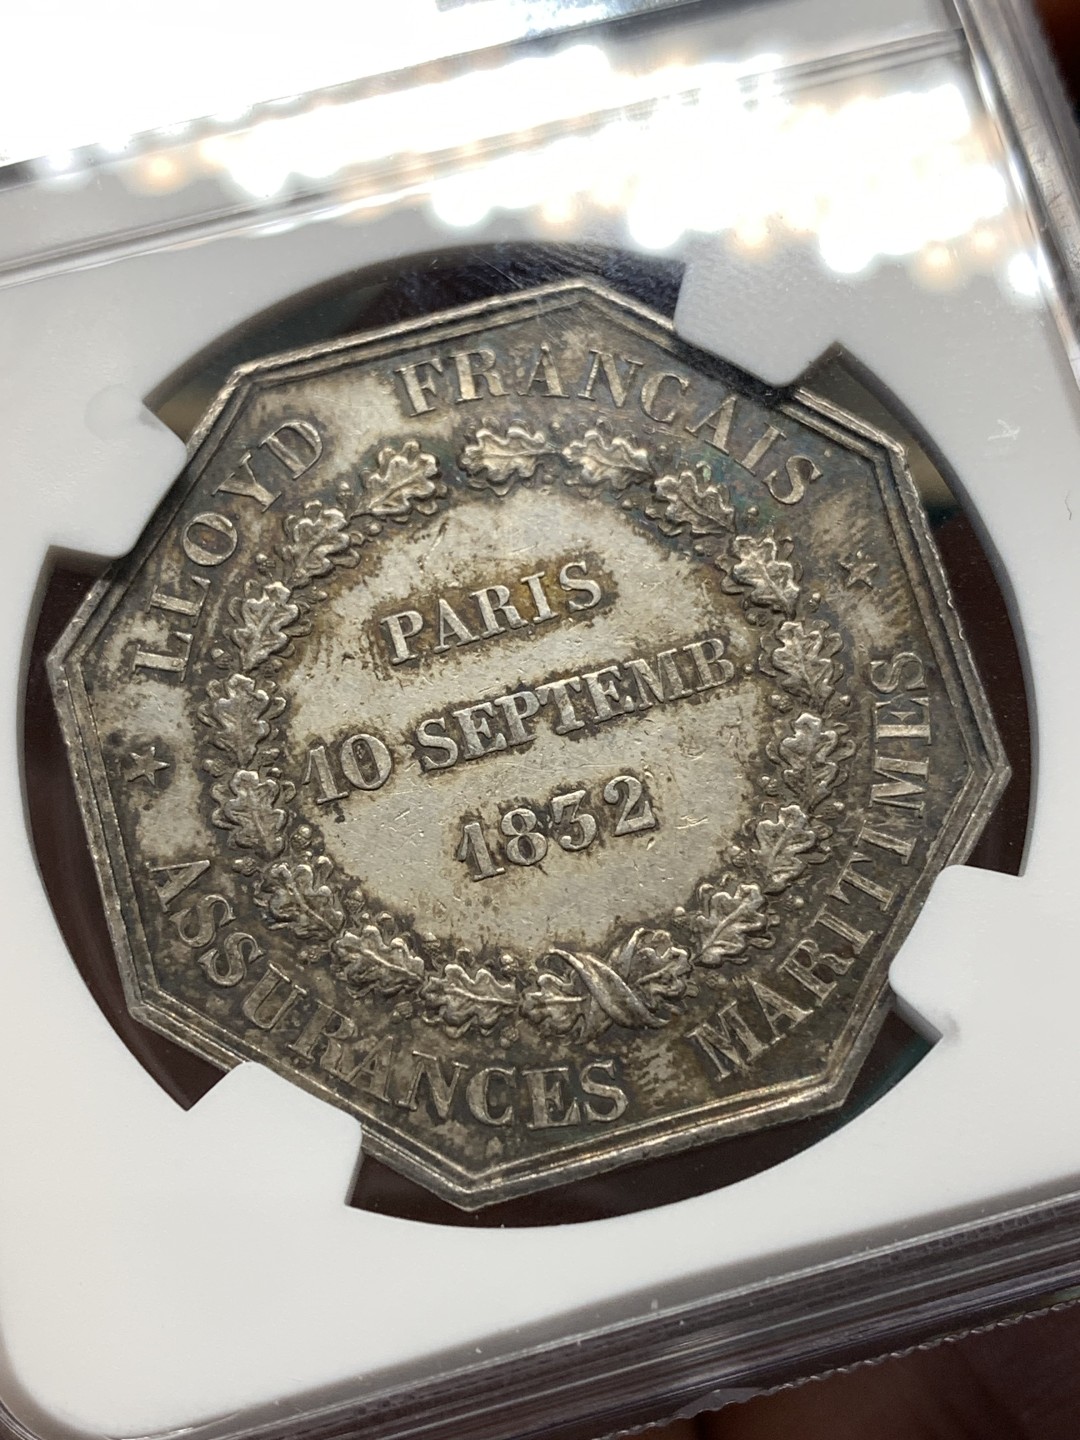 LLOYD FRANCAIS
PARIS
10 SEPTEMB.
1832
ASSURANCES MARITIMES